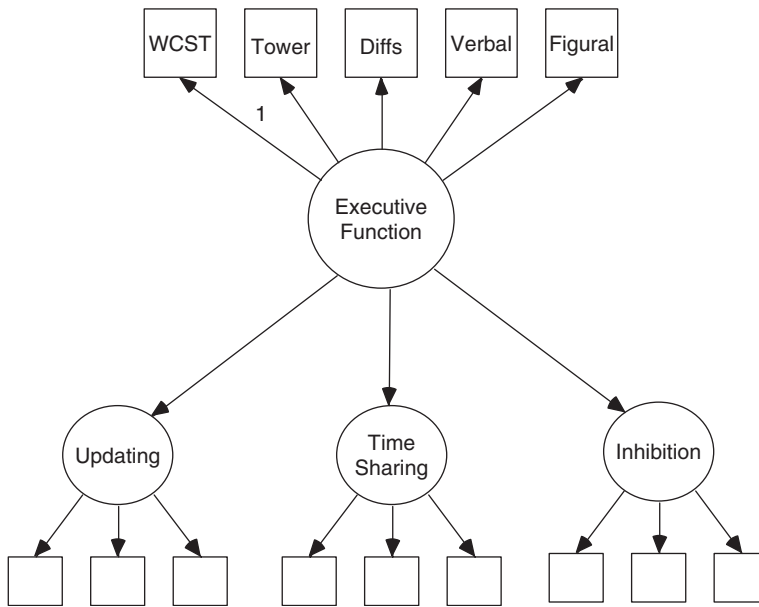 WCST
Tower
Diffs
Verbal
Figural
1
Executive
Function
Updating
Time
Sharing
Inhibition